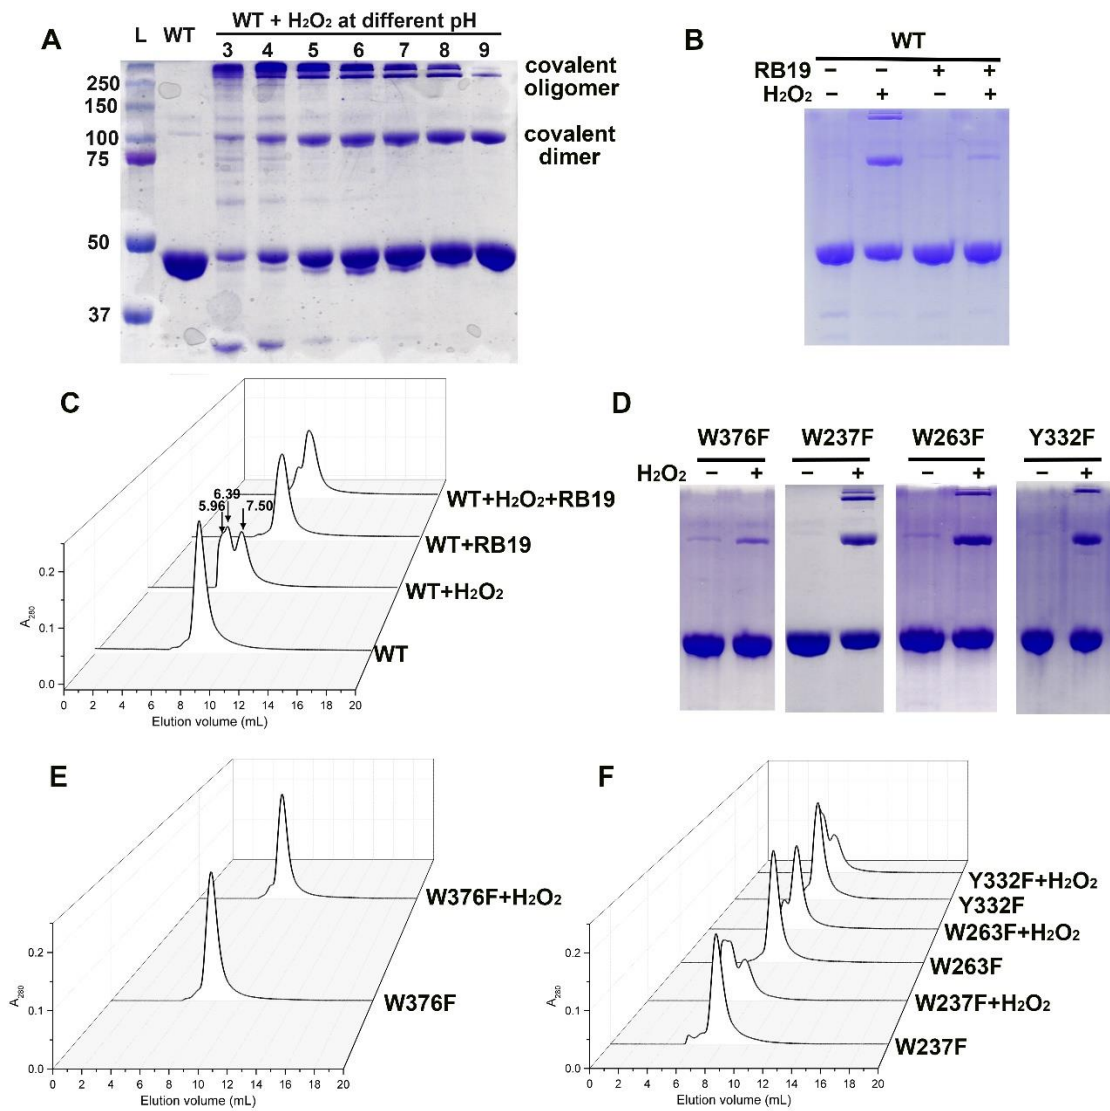 A
L WT
WT + H₂O₂ at different pH
3 4 5 6 7 8 9
250
150
100
75
50
37
covalent
oligomer
covalent
dimer
B
WT
RB19 − − + +
H₂O₂ − + − +
C
5.96
6.39
7.50
WT+H₂O₂+RB19
WT+RB19
WT+H₂O₂
WT
A₂₈₀
0.2
0.1
0.0
0 2 4 6 8 10 12 14 16 18 20
Elution volume (mL)
D
W376F W237F W263F Y332F
H₂O₂ − + − + − + − +
E
W376F+H₂O₂
W376F
A₂₈₀
0.2
0.1
0.0
0 2 4 6 8 10 12 14 16 18 20
Elution volume (mL)
F
Y332F+H₂O₂
Y332F
W263F+H₂O₂
W263F
W237F+H₂O₂
W237F
A₂₈₀
0.2
0.1
0.0
0 2 4 6 8 10 12 14 16 18 20
Elution volume (mL)